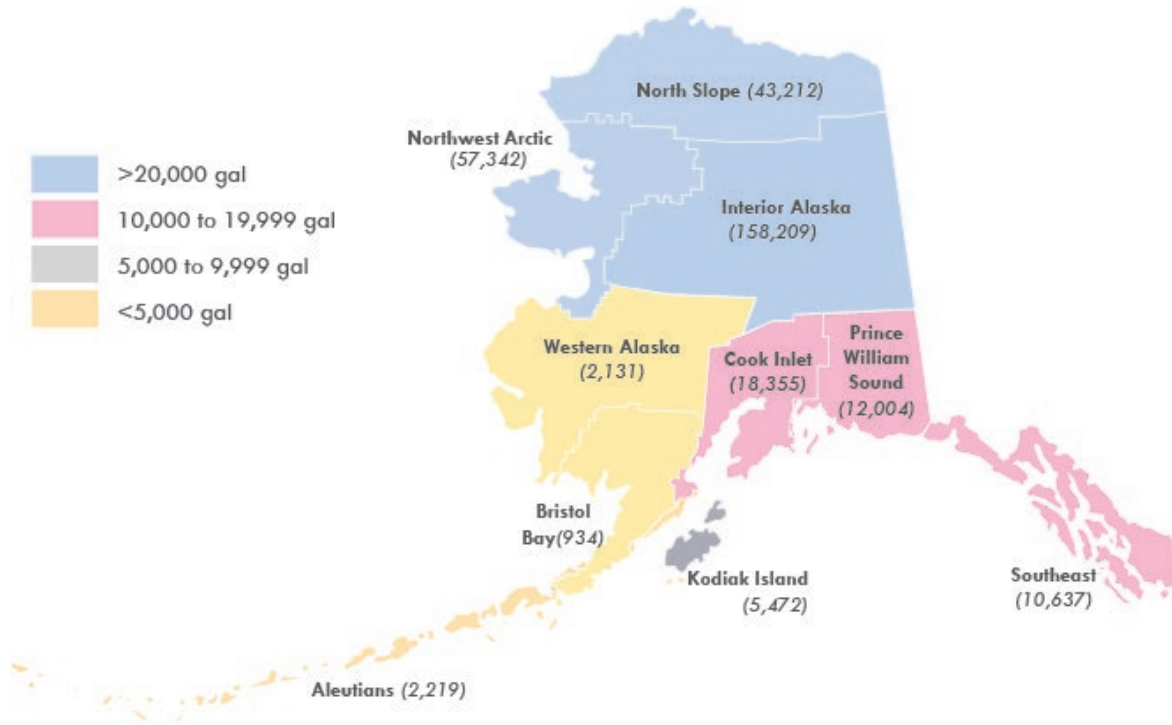 North Slope (43,212)
Northwest Arctic
(57,342)
>20,000 gal
10,000 to 19,999 gal
5,000 to 9,999 gal
<5,000 gal
Interior Alaska
(158,209)
Western Alaska
(2,131)
Cook Inlet
(18,355)
Prince
William
Sound
(12,004)
Bristol
Bay(934)
Kodiak Island
(5,472)
Southeast
(10,637)
Aleutians (2,219)